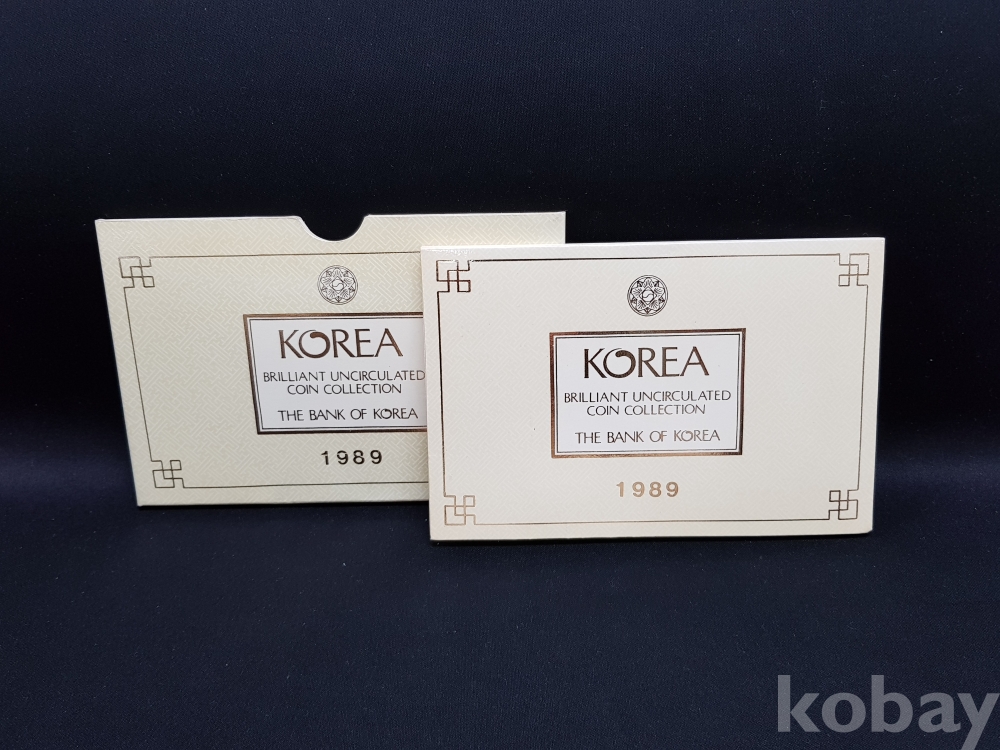 KOREA
BRILLIANT UNCIRCULATED
COIN COLLECTION
THE BANK OF KOREA
1989
KOREA
BRILLIANT UNCIRCULATED
COIN COLLECTION
THE BANK OF KOREA
1989
kobay